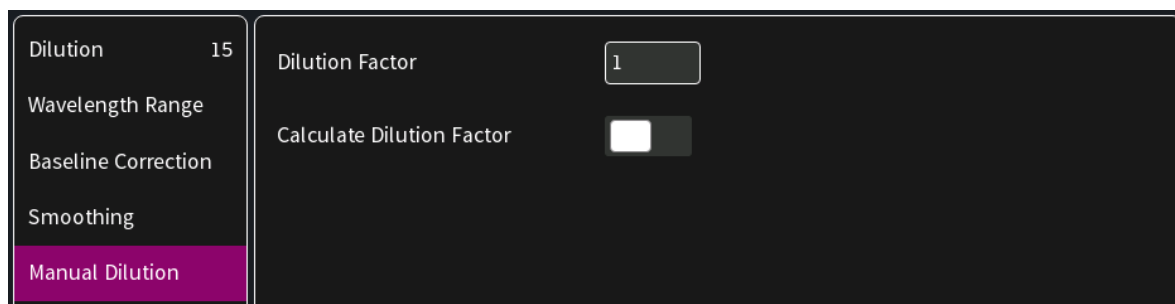 Dilution 15
Wavelength Range
Baseline Correction
Smoothing
Manual Dilution
Dilution Factor 1
Calculate Dilution Factor